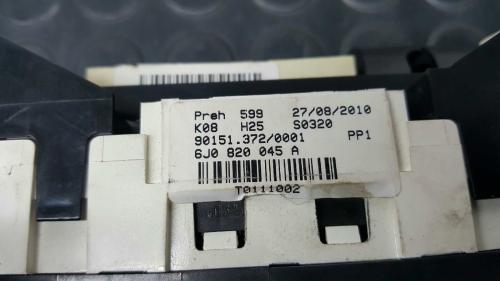 Preh 599 27/08/2010
K08 H25 S0320
90151.372/0001 PP1
6J0 820 045 A
T0111002